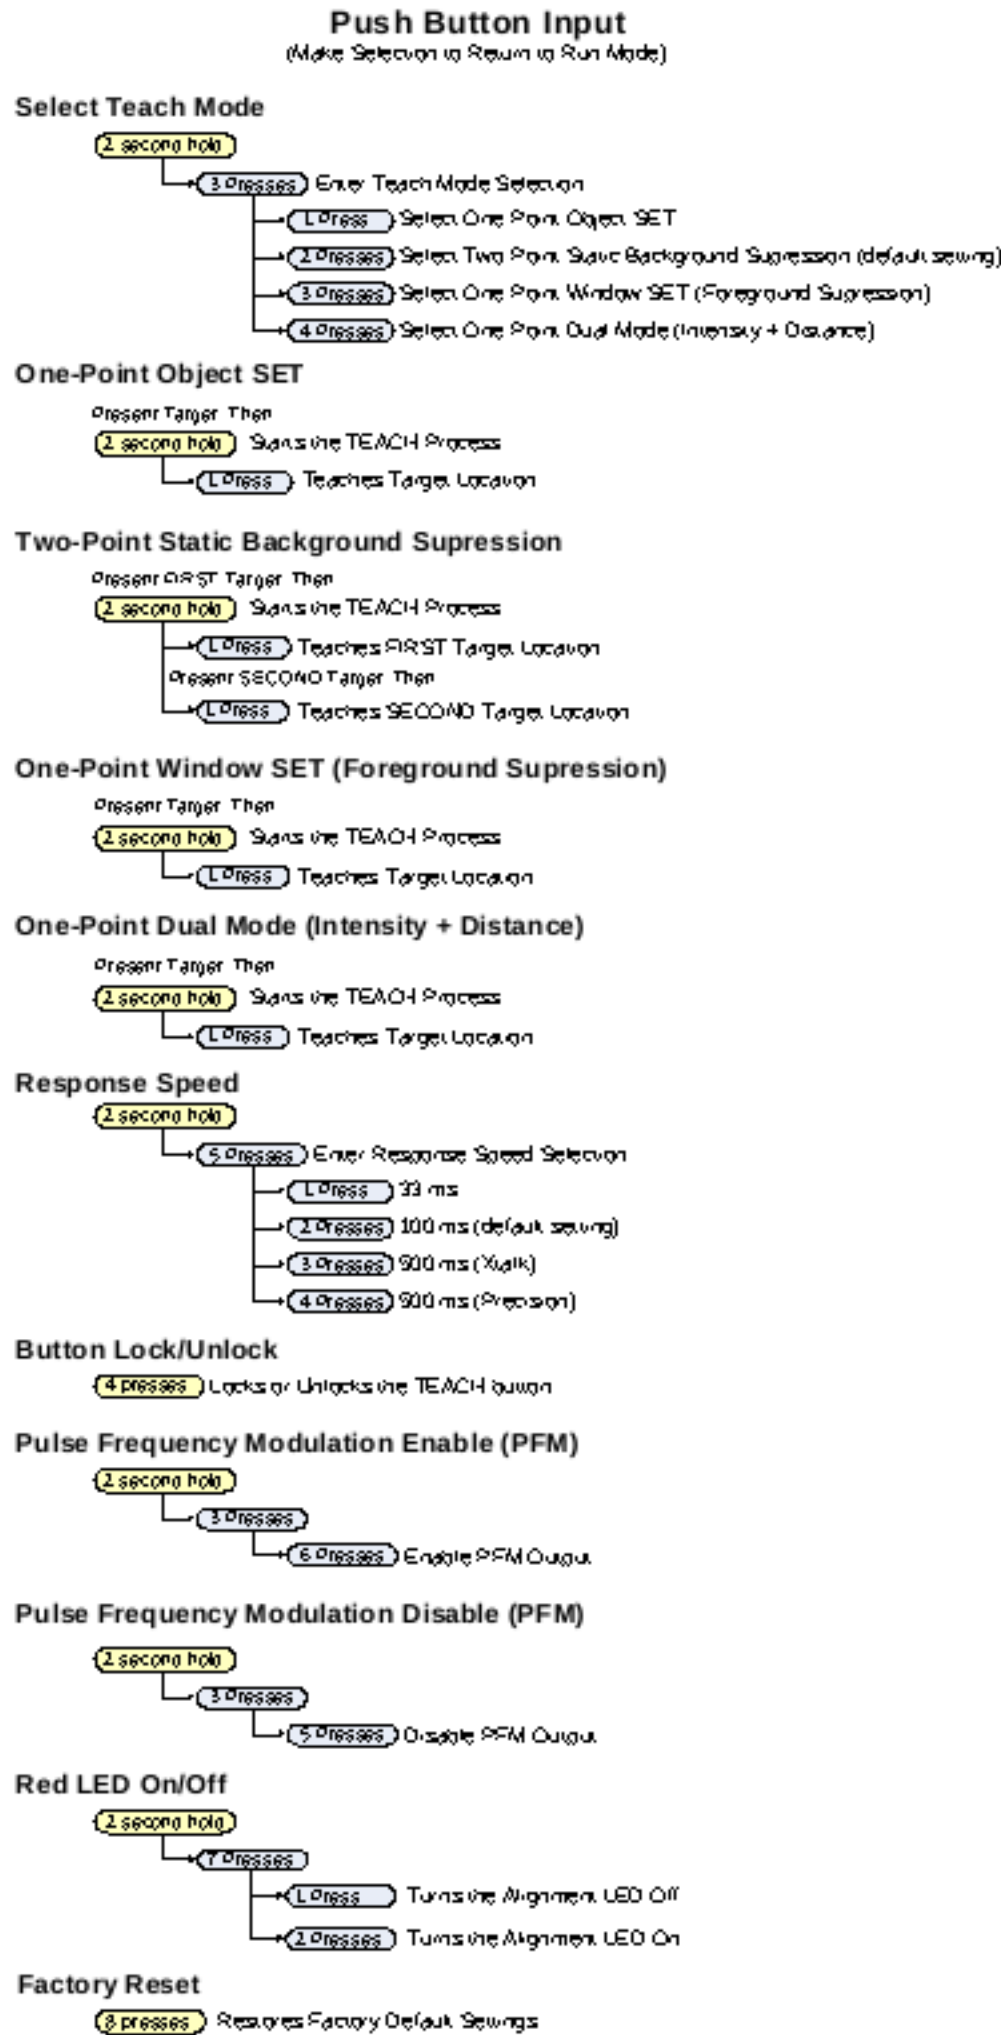 Push Button Input
(Make Selection to Return to Run Mode)
Select Teach Mode
2 second hold
3 Presses Enter Teach Mode Selection
1 Press Select One Point Object SET
2 Presses Select Two Point Static Background Supression (default setting)
3 Presses Select One Point Window SET (Foreground Supression)
4 Presses Select One Point Dual Mode (Intensity + Distance)
One-Point Object SET
Present Target Then
2 second hold Starts the TEACH Process
1 Press Teaches Target Location
Two-Point Static Background Supression
Present FIRST Target Then
2 second hold Starts the TEACH Process
1 Press Teaches FIRST Target Location
Present SECOND Target Then
1 Press Teaches SECOND Target Location
One-Point Window SET (Foreground Supression)
Present Target Then
2 second hold Starts the TEACH Process
1 Press Teaches Target Location
One-Point Dual Mode (Intensity + Distance)
Present Target Then
2 second hold Starts the TEACH Process
1 Press Teaches Target Location
Response Speed
2 second hold
5 Presses Enter Response Speed Selection
1 Press 33 ms
2 Presses 100 ms (default setting)
3 Presses 500 ms (Xtalk)
4 Presses 500 ms (Precision)
Button Lock/Unlock
4 presses Locks or Unlocks the TEACH button
Pulse Frequency Modulation Enable (PFM)
2 second hold
3 Presses
6 Presses Enable PFM Output
Pulse Frequency Modulation Disable (PFM)
2 second hold
3 Presses
5 Presses Disable PFM Output
Red LED On/Off
2 second hold
7 Presses
1 Press Turns the Alignment LED Off
2 Presses Turns the Alignment LED On
Factory Reset
8 presses Restores Factory Default Settings